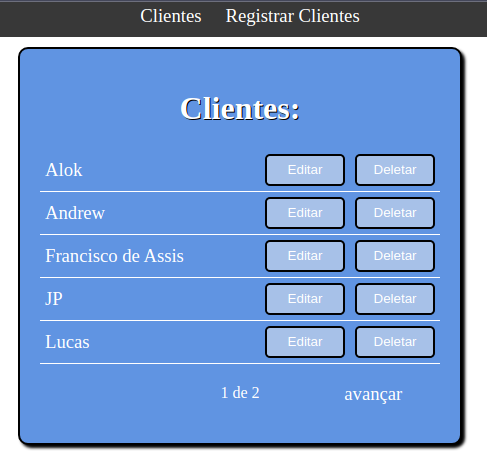 Clientes Registrar Clientes
Clientes:
Alok Editar Deletar
Andrew Editar Deletar
Francisco de Assis Editar Deletar
JP Editar Deletar
Lucas Editar Deletar
1 de 2 avançar